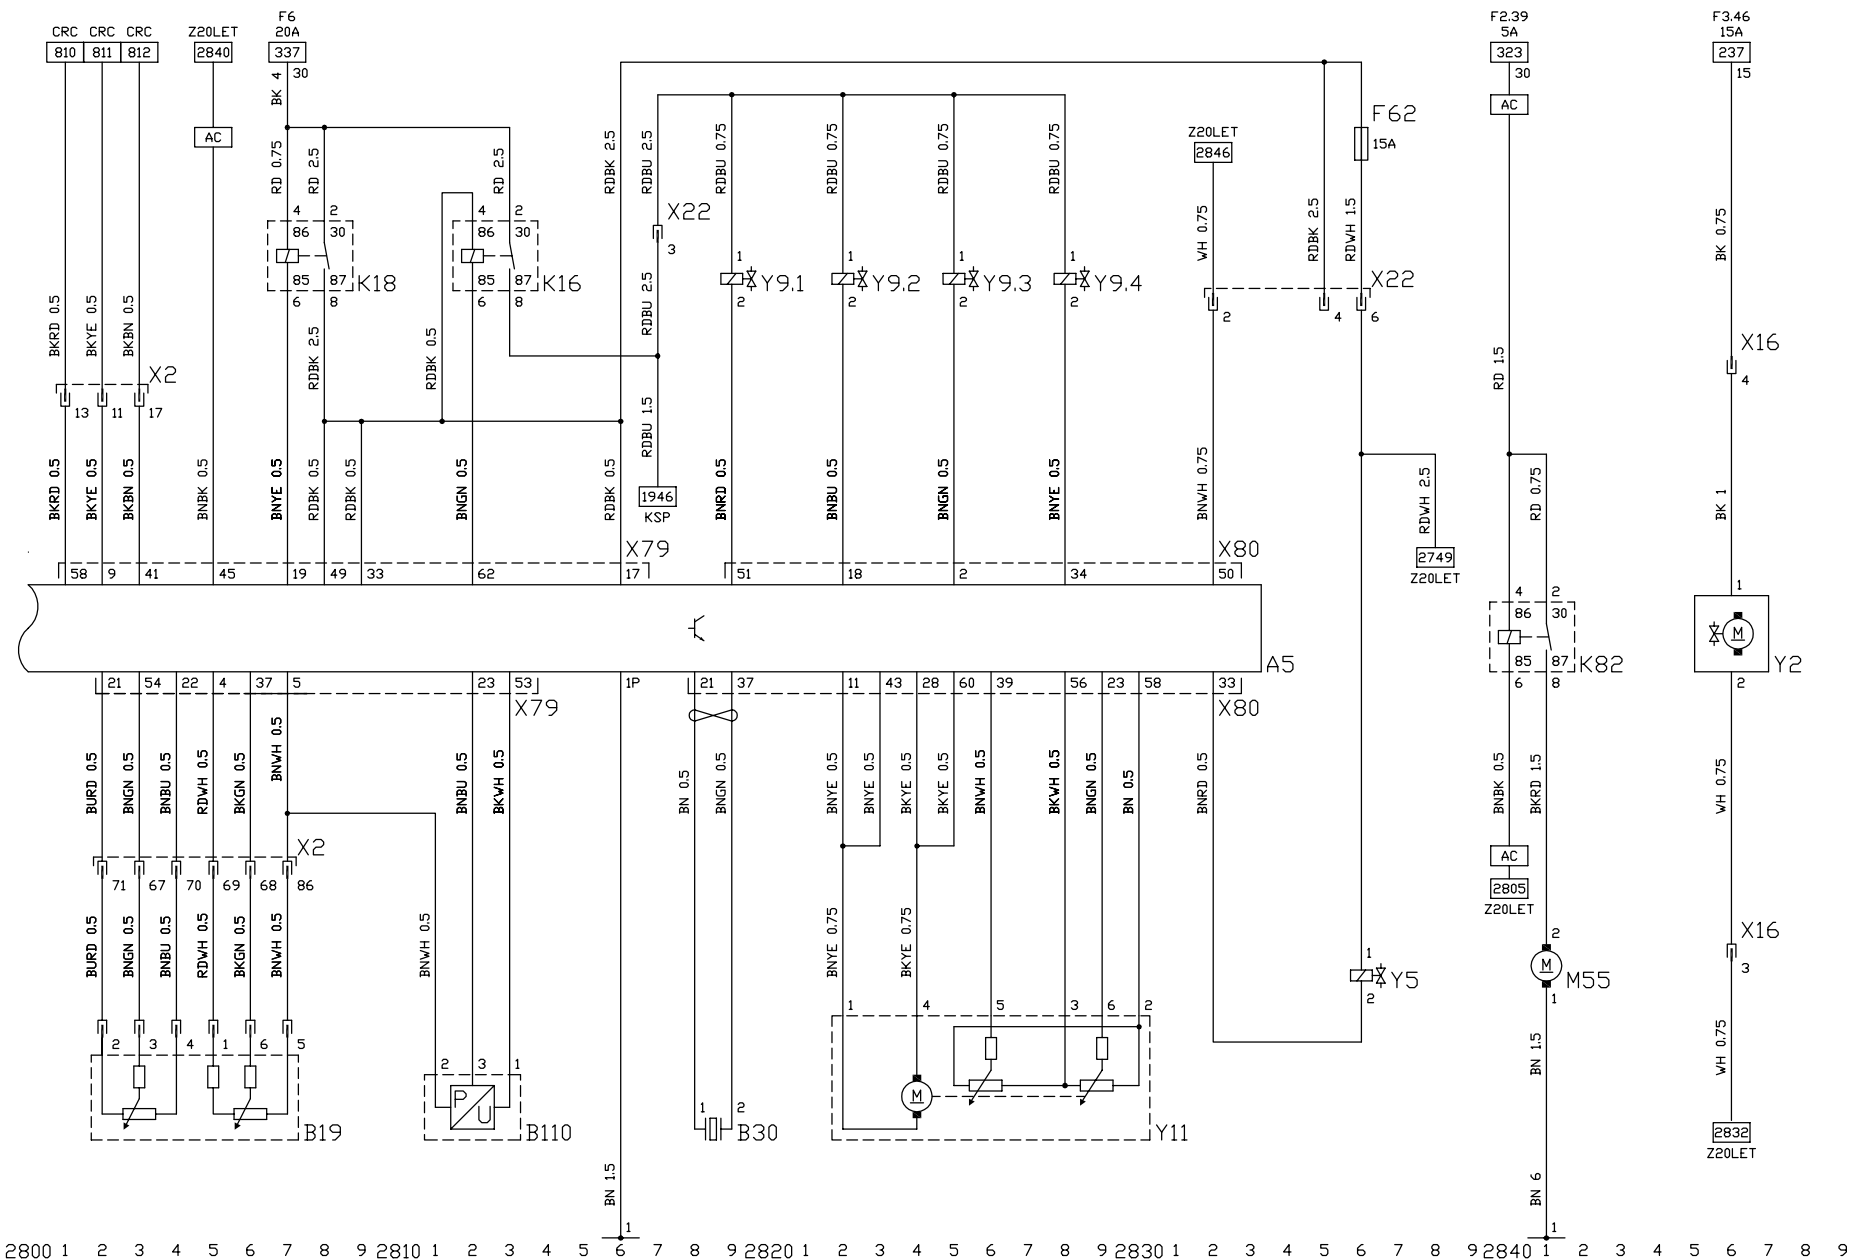 F6 F2.39 F3.46
CRC CRC CRC Z20LET 20A 5A 15A
810 811 812 2840 337 323 237
30 30 15
BK 4
AC
F62
15A
AC
Z20LET
2846
RD 0.75 RD 2.5 RD 2.5 RDBK 2.5 RDBU 2.5 RDBU 0.75 RDBU 0.75 RDBU 0.75 RDBU 0.75
4 2 4 2 X22
86 30 86 30 3
85 87 K18 85 87 K16
6 8 6 8
WH 0.75 RDBK 2.5 RDWH 1.5 BK 0.75
1 1 1 1
Y9.1 Y9.2 Y9.3 Y9.4 X22
2 2 2 2 2 4 6
BKRD 0.5 BKYE 0.5 BKBN 0.5 RDBK 2.5 RDBK 0.5 RDBU 2.5
X16
4
RD 1.5
X2
13 11 17
RDBU 1.5
BKRD 0.5 BKYE 0.5 BKBN 0.5 BNBK 0.5 BNYE 0.5 RDBK 0.5 RDBK 0.5 BNGN 0.5 RDBK 0.5 BNRD 0.5 BNBU 0.5 BNGN 0.5 BNYE 0.5 BNWH 0.75 RDWH 2.5 RD 0.75 BK 1
1946
KSP
X79 X80
2749
Z20LET
58 9 41 45 19 49 33 62 17 51 18 2 34 50
4 2 1
86 30
85 87 K82
6 8
A5
Y2
2
21 54 22 4 37 5 23 53 1P 21 37 11 43 28 60 39 56 23 58 33
X79 X80
BURD 0.5 BNGN 0.5 BNBU 0.5 RDWH 0.5 BKGN 0.5 BNWH 0.5 BNBU 0.5 BKWH 0.5 BN 0.5 BNGN 0.5 BNYE 0.5 BNYE 0.5 BKYE 0.5 BKYE 0.5 BNWH 0.5 BKWH 0.5 BNGN 0.5 BN 0.5 BNRD 0.5 BNBK 0.5 BKRD 1.5 WH 0.75
X2
71 67 70 69 68 86
AC
2805
Z20LET
BURD 0.5 BNGN 0.5 BNBU 0.5 RDWH 0.5 BKGN 0.5 BNWH 0.5 BNWH 0.5 BNYE 0.75 BKYE 0.75
2 X16
3
M
M55
1
1
Y5
2
1 4 5 3 6 2
2 3 4 1 6 5
2 3 1
BN 1.5 WH 0.75
M
P
U
1 2
B19 B110 B30 Y11
2832
Z20LET
BN 1.5 BN 6
1 1
M
2800 1 2 3 4 5 6 7 8 9 2810 1 2 3 4 5 6 7 8 9 2820 1 2 3 4 5 6 7 8 9 2830 1 2 3 4 5 6 7 8 9 2840 1 2 3 4 5 6 7 8 9